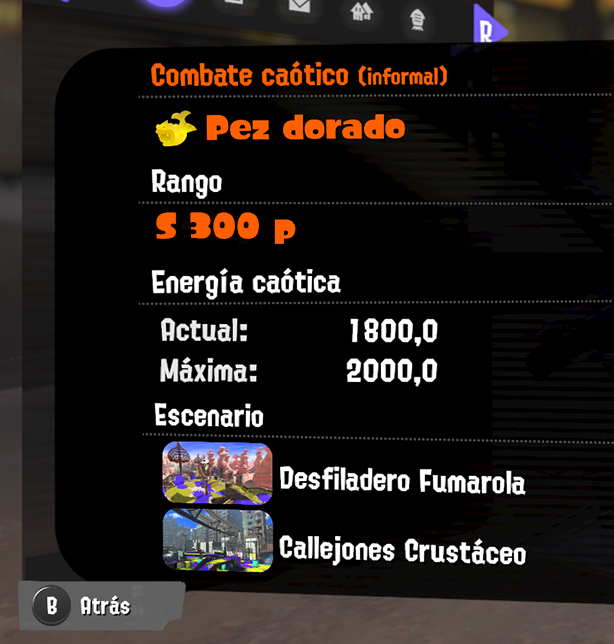 R
Combate caótico (informal)
Pez dorado
Rango
S 300 p
Energía caótica
Actual: 1800,0
Máxima: 2000,0
Escenario
Desfiladero Fumarola
Callejones Crustáceo
B Atrás